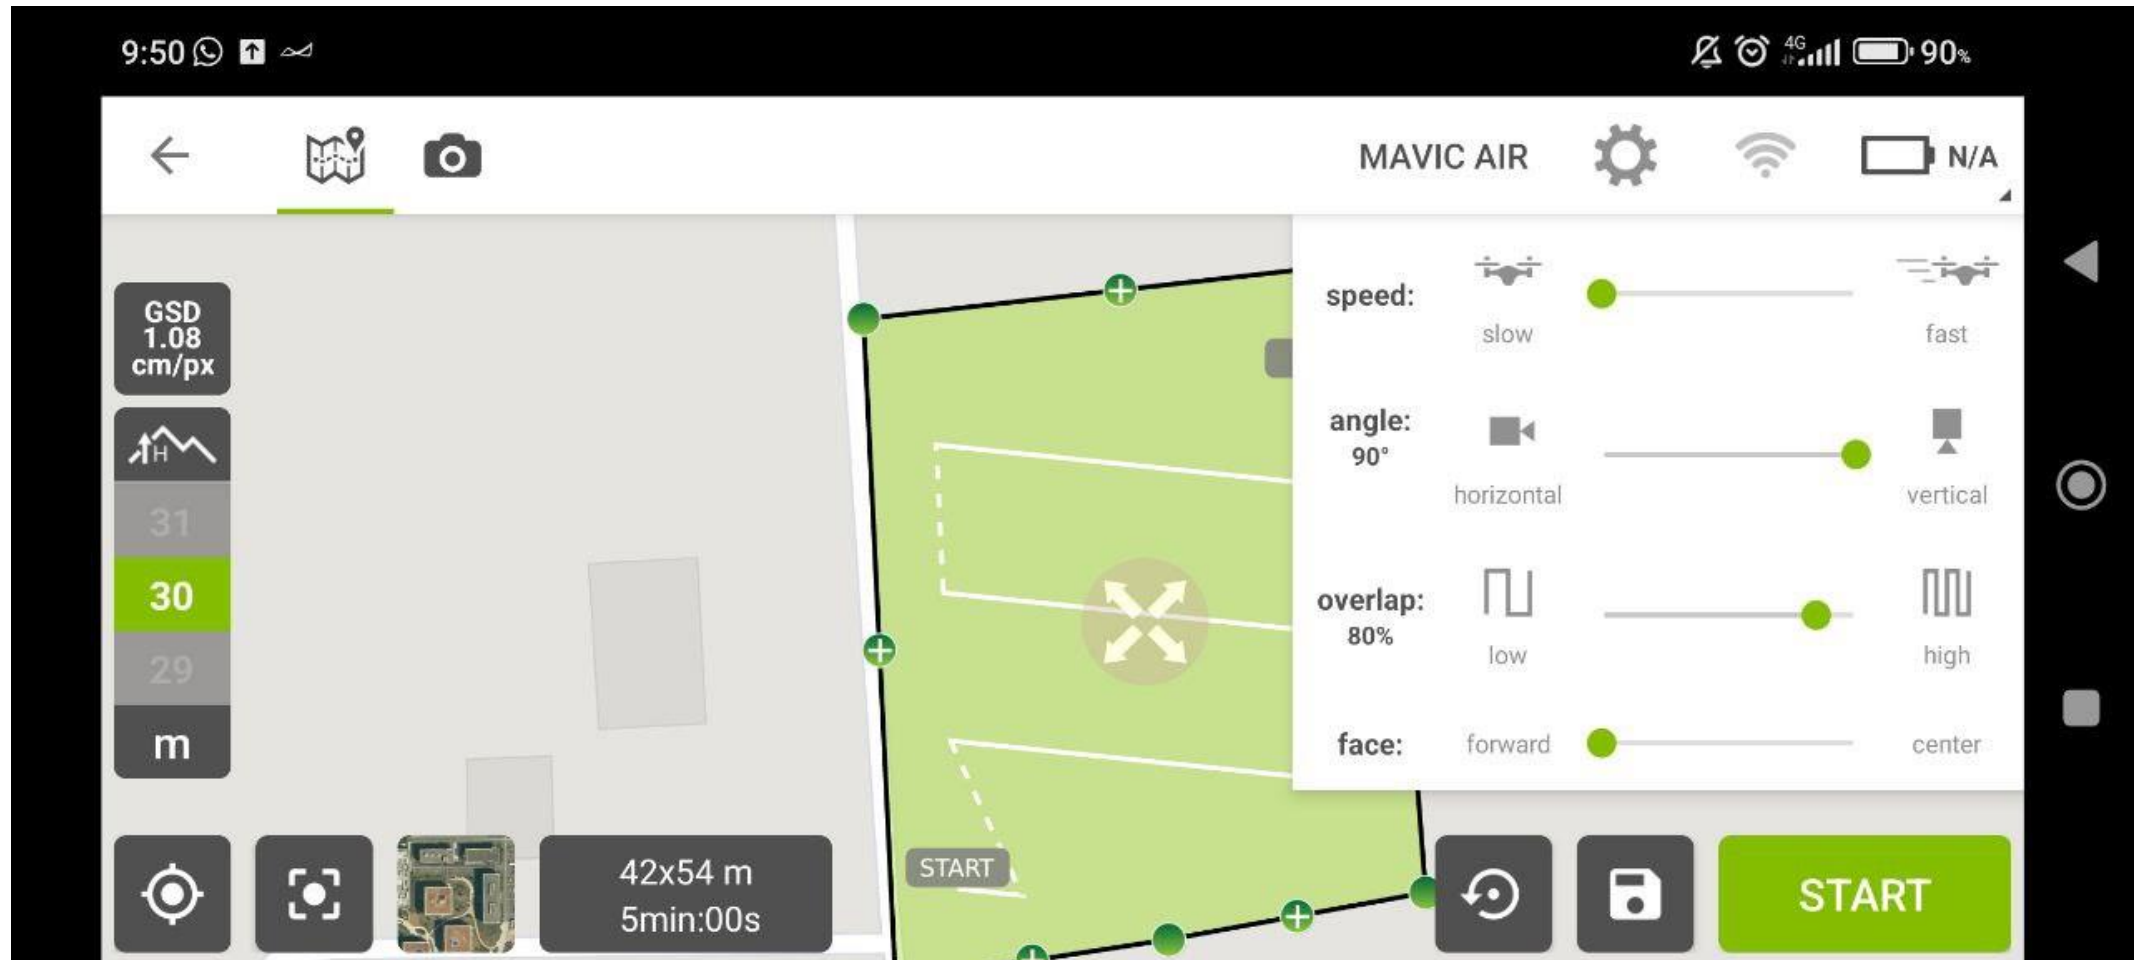 9:50
4G
90%
MAVIC AIR
N/A
GSD
1.08
cm/px
H
31
30
29
m
speed:
slow
fast
angle:
90°
horizontal
vertical
overlap:
80%
low
high
face:
forward
center
START
42x54 m
5min:00s
START